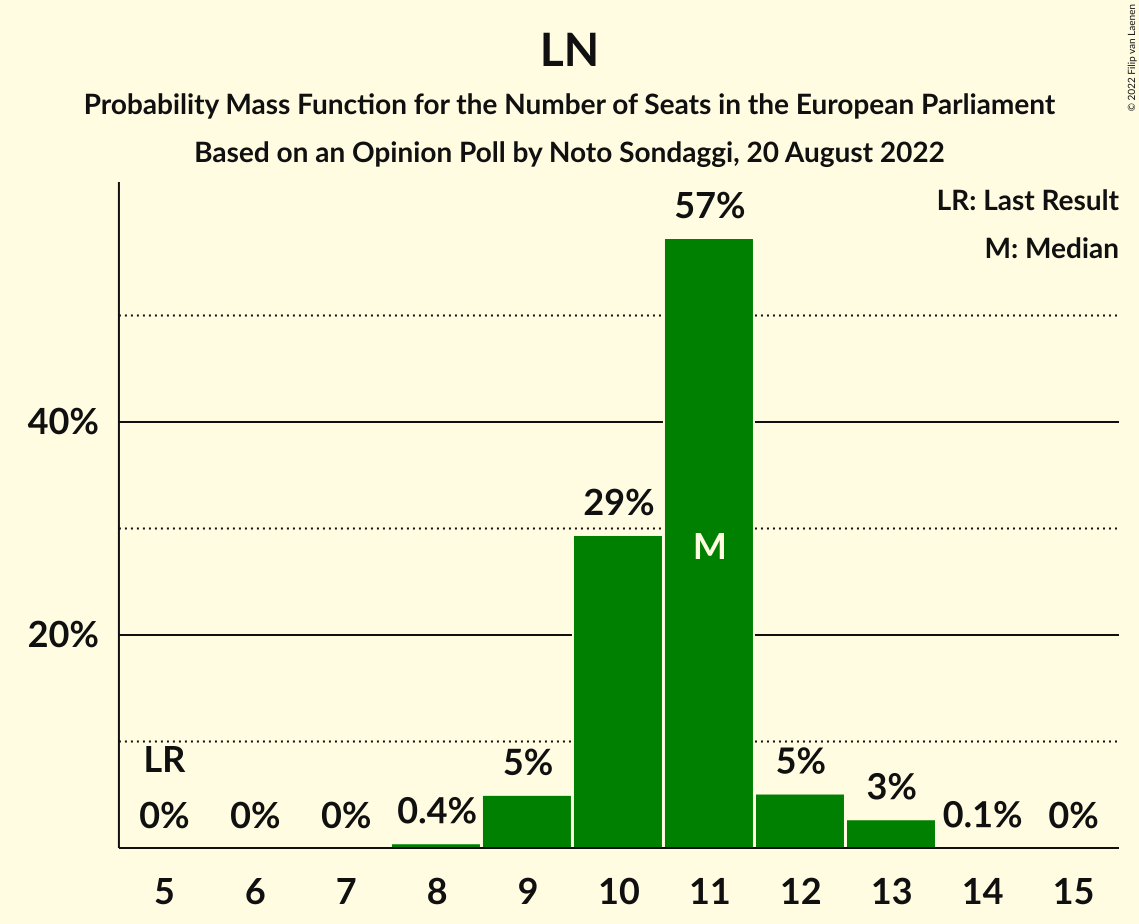 LN
Probability Mass Function for the Number of Seats in the European Parliament
Based on an Opinion Poll by Noto Sondaggi, 20 August 2022
© 2022 Filip van Laenen
LR: Last Result
M: Median
57%
40%
29%
M
20%
LR
0%
0%
0%
0.4%
5%
5%
3%
0.1%
0%
5 6 7 8 9 10 11 12 13 14 15